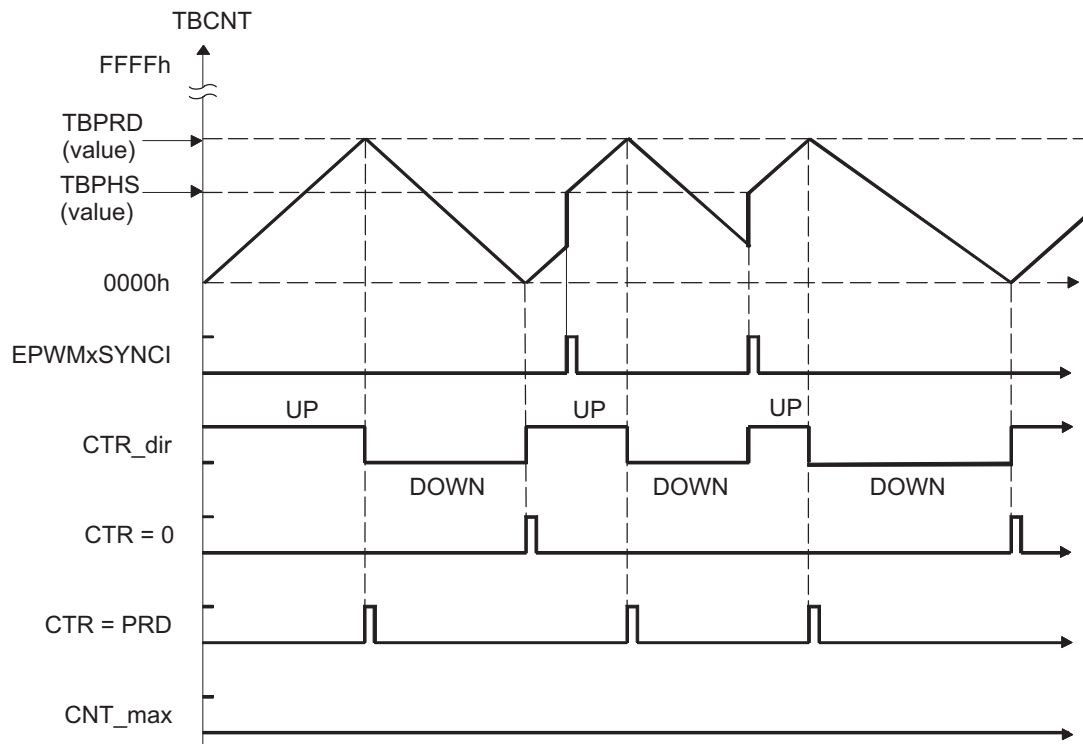 TBCNT
FFFFh
TBPRD
(value)
TBPHS
(value)
0000h
EPWMxSYNCI
UP UP UP
CTR_dir
DOWN DOWN DOWN
CTR = 0
CTR = PRD
CNT_max